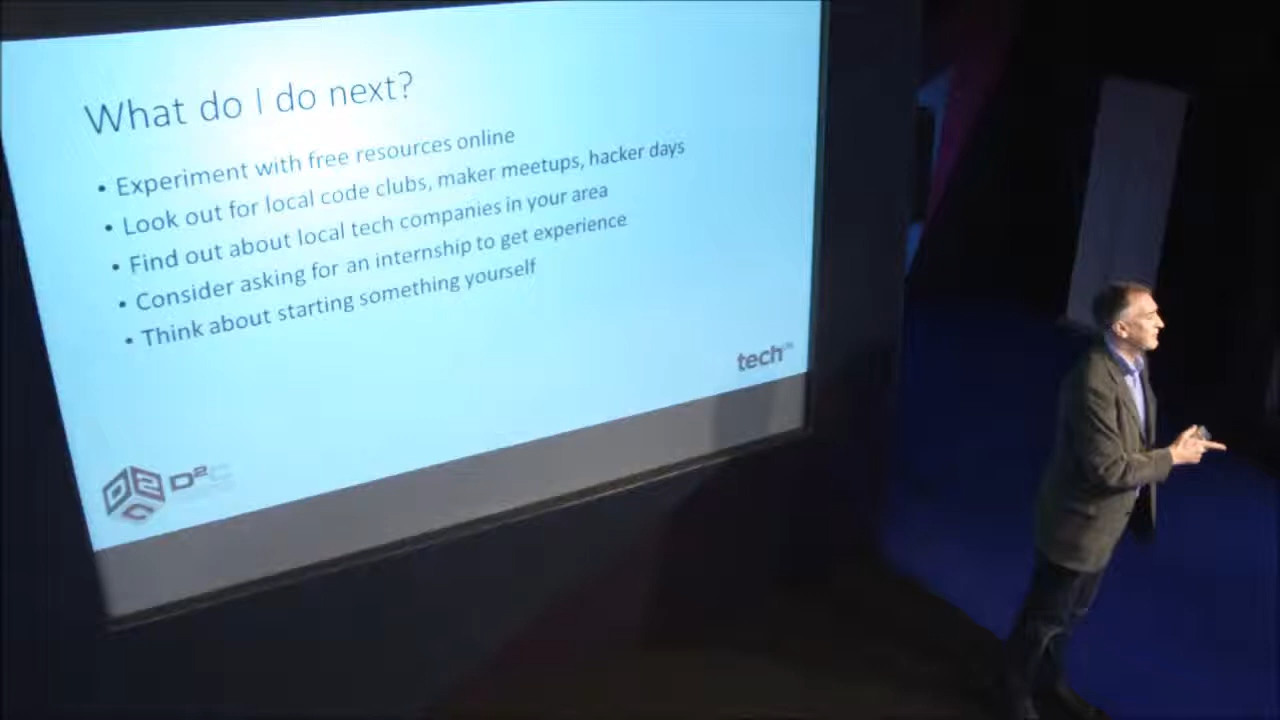 What do I do next?
• Experiment with free resources online
• Look out for local code clubs, maker meetups, hacker days
• Find out about local tech companies in your area
• Consider asking for an internship to get experience
• Think about starting something yourself
tech
D2C D²C